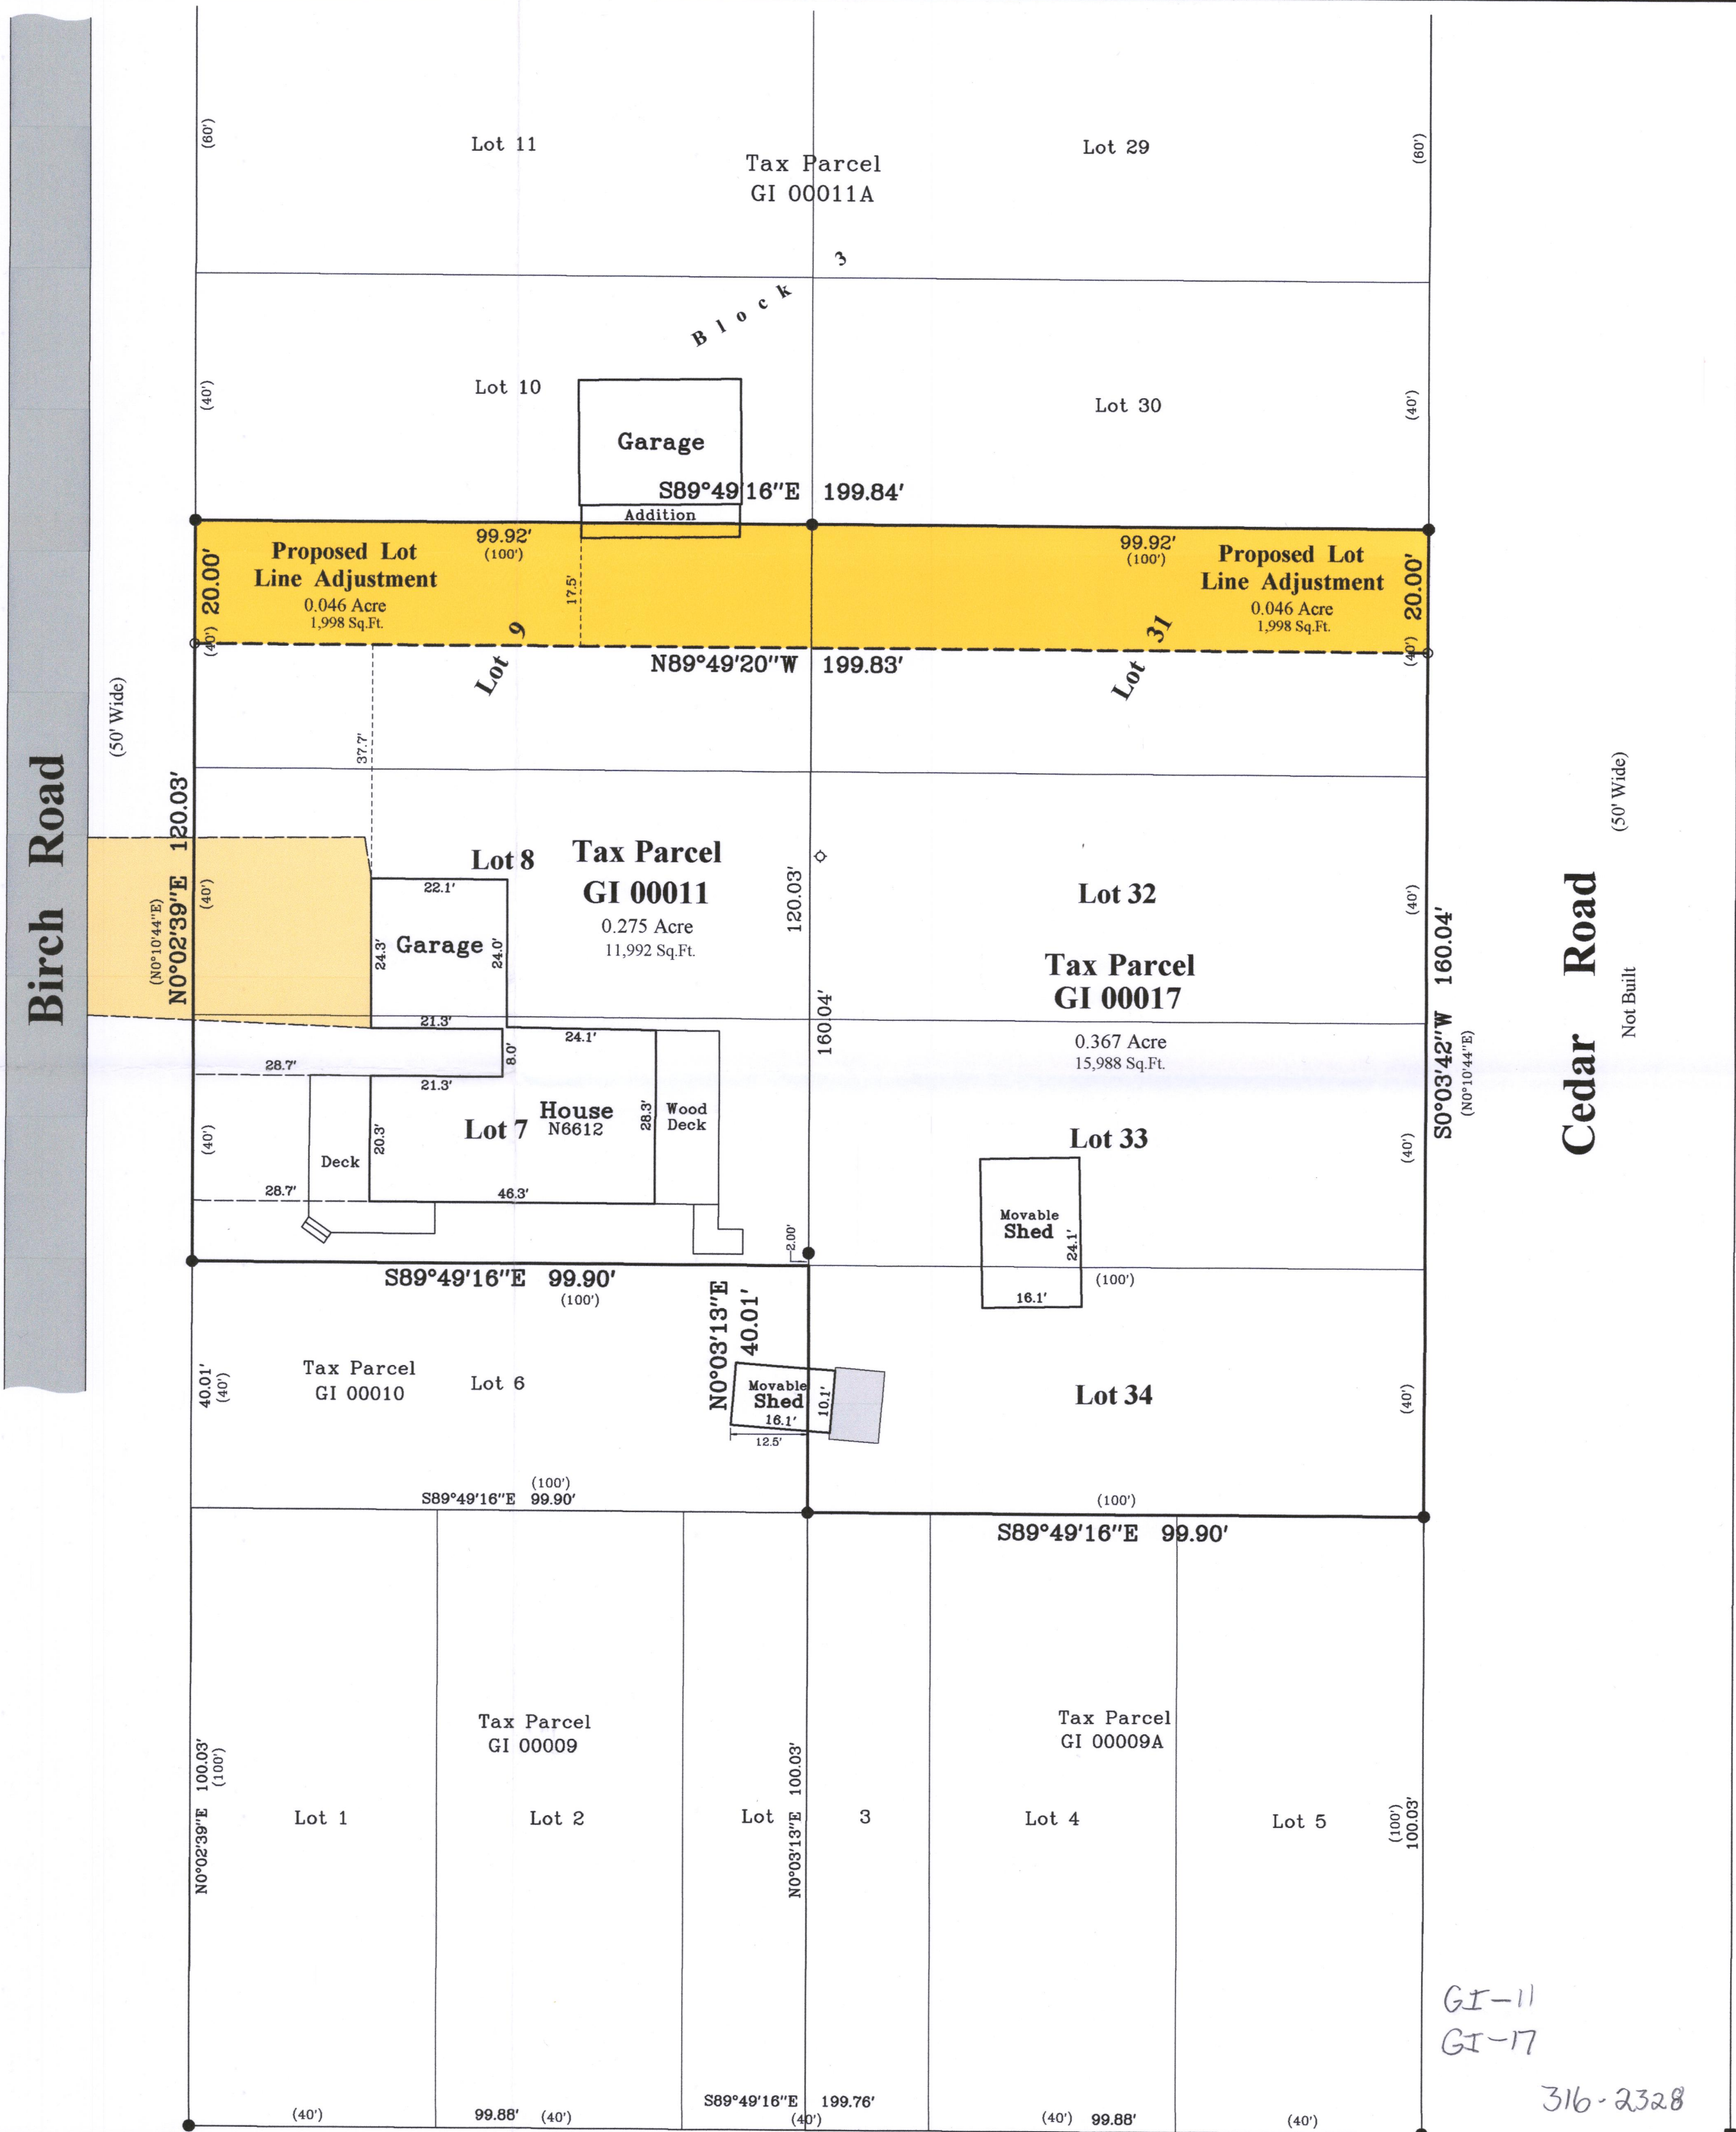 (60')
Lot 11
Lot 29
(60')
Tax Parcel
GI 00011A
Block 3
(40')
Lot 10
Garage
Lot 30
(40')
S89°49'16"E 199.84'
Addition
99.92'
(100')
99.92'
(100')
Proposed Lot
Line Adjustment
0.046 Acre
1,998 Sq.Ft.
20.00'
(40')
17.5'
Proposed Lot
Line Adjustment
0.046 Acre
1,998 Sq.Ft.
20.00'
(40')
Lot 9
N89°49'20"W 199.83'
Lot 31
(50' Wide)
Birch Road
37.7'
N0°02'39"E 120.03'
(N0°10'44"E)
(40')
Lot 8
Tax Parcel
GI 00011
0.275 Acre
11,992 Sq.Ft.
120.03'
160.04'
22.1'
Garage
24.3'
24.0'
21.3'
24.1'
8.0'
28.7'
21.3'
House
N6612
Lot 7
20.3'
28.3'
Wood
Deck
Deck
(40')
28.7'
46.3'
2.00'
Lot 32
(40')
Tax Parcel
GI 00017
0.367 Acre
15,988 Sq.Ft.
S0°03'42"W 160.04'
(N0°10'44"E)
Cedar Road
(50' Wide)
Not Built
Lot 33
(40')
Movable
Shed
24.1'
16.1'
(100')
S89°49'16"E 99.90'
(100')
N0°03'13"E
40.01'
Tax Parcel
GI 00010
Lot 6
40.01'
(40')
Movable
Shed
16.1'
10.1'
12.5'
Lot 34
(40')
(100')
S89°49'16"E 99.90'
(100')
S89°49'16"E 99.90'
Tax Parcel
GI 00009
Tax Parcel
GI 00009A
N0°02'39"E 100.03'
(100')
Lot 1
Lot 2
Lot 3
N0°03'13"E 100.03'
Lot 4
Lot 5
(100')
100.03'
GI-11
GI-17
316-2328
S89°49'16"E 199.76'
(40')
99.88'
(40')
(40')
(40')
99.88'
(40')